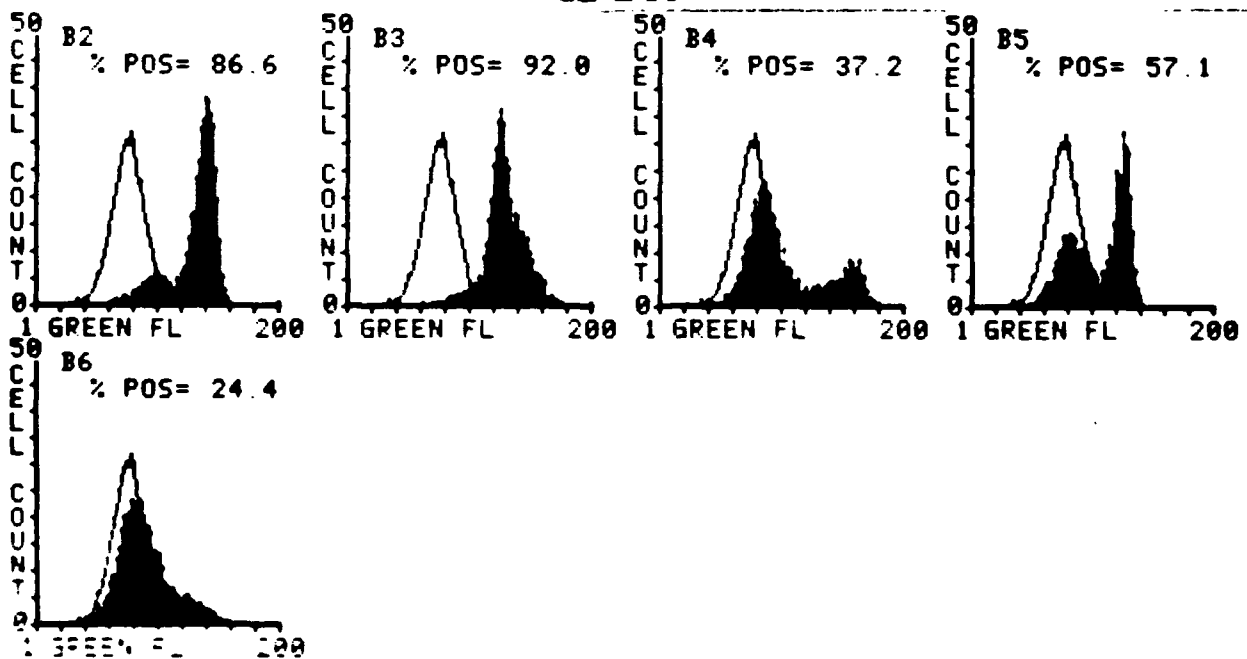 50
CELL COUNT
0
B2
% POS= 86.6
1 GREEN FL 200
50
CELL COUNT
0
B3
% POS= 92.0
1 GREEN FL 200
50
CELL COUNT
0
B4
% POS= 37.2
1 GREEN FL 200
50
CELL COUNT
0
B5
% POS= 57.1
1 GREEN FL 200
50
CELL COUNT
0
B6
% POS= 24.4
1 GREEN FL 200